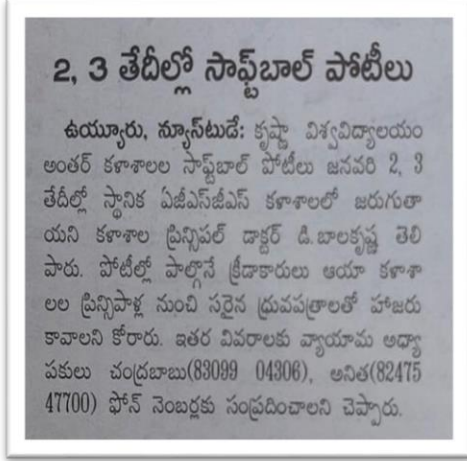 2, 3 తేదీల్లో సాఫ్ట్‌బాల్ పోటీలు
ఉయ్యూరు, న్యూస్‌టుడే: కృష్ణా విశ్వవిద్యాలయం
అంతర్ కళాశాలల సాఫ్ట్‌బాల్ పోటీలు జనవరి 2, 3
తేదీల్లో స్థానిక ఏజీఎస్‌జీఎస్ కళాశాలలో జరుగుతా
యని కళాశాల ప్రిన్సిపల్ డాక్టర్ డి.బాలకృష్ణ తెలి
పారు. పోటీల్లో పాల్గొనే క్రీడాకారులు ఆయా కళాశా
లల ప్రిన్సిపాళ్ల నుంచి సరైన ధ్రువపత్రాలతో హాజరు
కావాలని కోరారు. ఇతర వివరాలకు వ్యాయామ అధ్యా
పకులు చంద్రబాబు(83099 04306), అనిత(82475
47700) ఫోన్ నెంబర్లకు సంప్రదించాలని చెప్పారు.